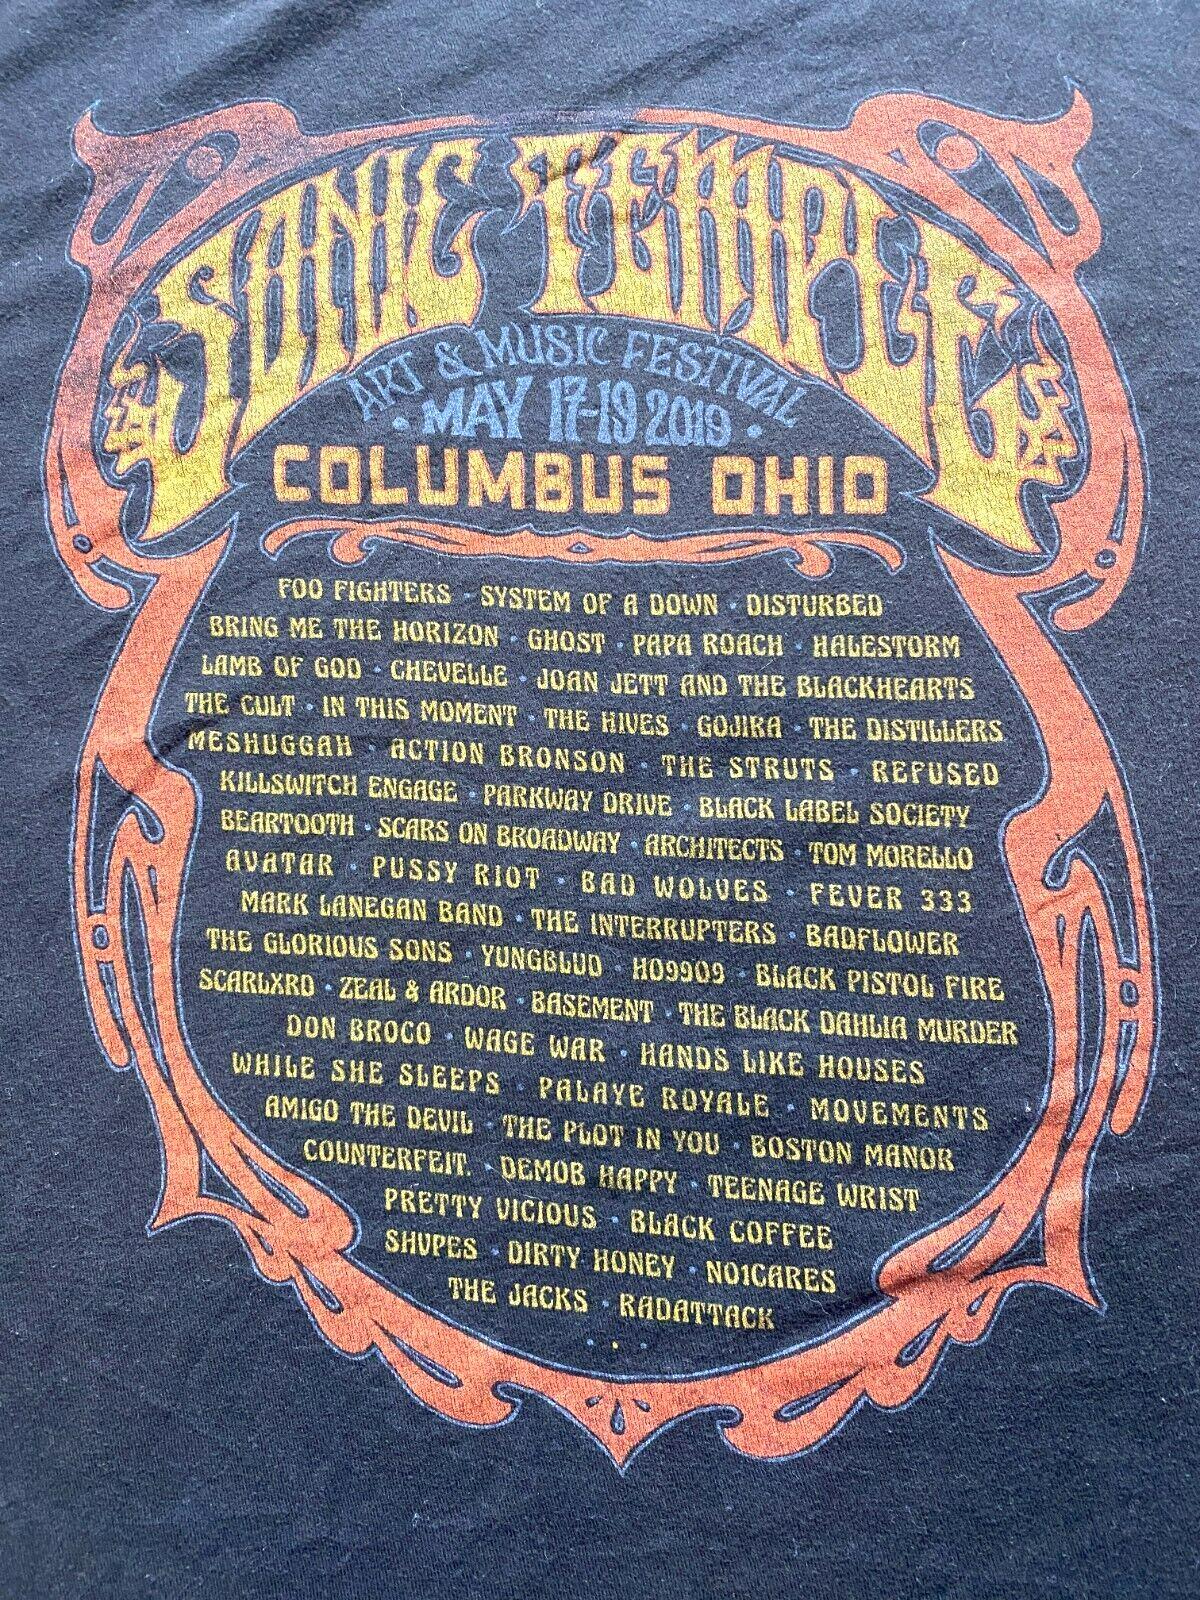 SONIC TEMPLE
ART & MUSIC FESTIVAL
• MAY 17-19 2019 •
COLUMBUS OHIO
FOO FIGHTERS • SYSTEM OF A DOWN • DISTURBED
BRING ME THE HORIZON • GHOST • PAPA ROACH • HALESTORM
LAMB OF GOD • CHEVELLE • JOAN JETT AND THE BLACKHEARTS
THE CULT • IN THIS MOMENT • THE HIVES • GOJIRA • THE DISTILLERS
MESHUGGAH • ACTION BRONSON • THE STRUTS • REFUSED
KILLSWITCH ENGAGE • PARKWAY DRIVE • BLACK LABEL SOCIETY
BEARTOOTH • SCARS ON BROADWAY • ARCHITECTS • TOM MORELLO
AVATAR • PUSSY RIOT • BAD WOLVES • FEVER 333
MARK LANEGAN BAND • THE INTERRUPTERS • BADFLOWER
THE GLORIOUS SONS • YUNGBLUD • HO99O9 • BLACK PISTOL FIRE
SCARLXRD • ZEAL & ARDOR • BASEMENT • THE BLACK DAHLIA MURDER
DON BROCO • WAGE WAR • HANDS LIKE HOUSES
WHILE SHE SLEEPS • PALAYE ROYALE • MOVEMENTS
AMIGO THE DEVIL • THE PLOT IN YOU • BOSTON MANOR
COUNTERFEIT. • DEMOB HAPPY • TEENAGE WRIST
PRETTY VICIOUS • BLACK COFFEE
SHVPES • DIRTY HONEY • NO1CARES
THE JACKS • RADATTACK